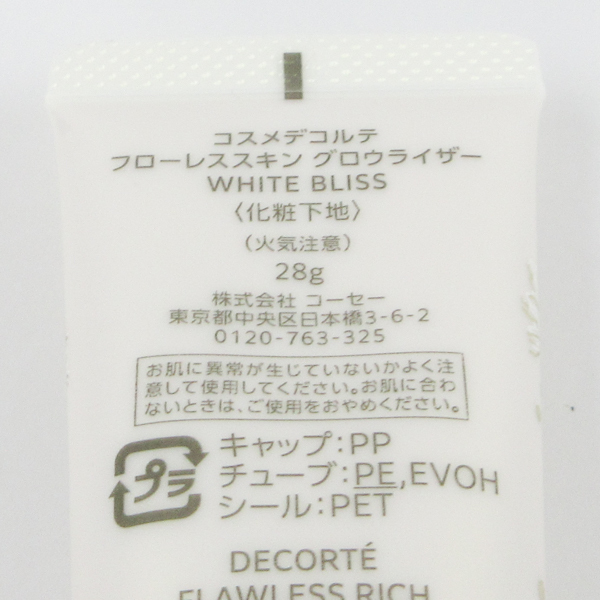 コスメデコルテ
フローレススキン グロウライザー
WHITE BLISS
〈化粧下地〉
(火気注意)
28g
株式会社 コーセー
東京都中央区日本橋3-6-2
0120-763-325
お肌に異常が生じていないかよく注
意して使用してください。お肌に合わ
ないときは、ご使用をおやめください。
プラ
キャップ:PP
チューブ:PE,EVOH
シール:PET
DECORTÉ
FLAWLESS RICH